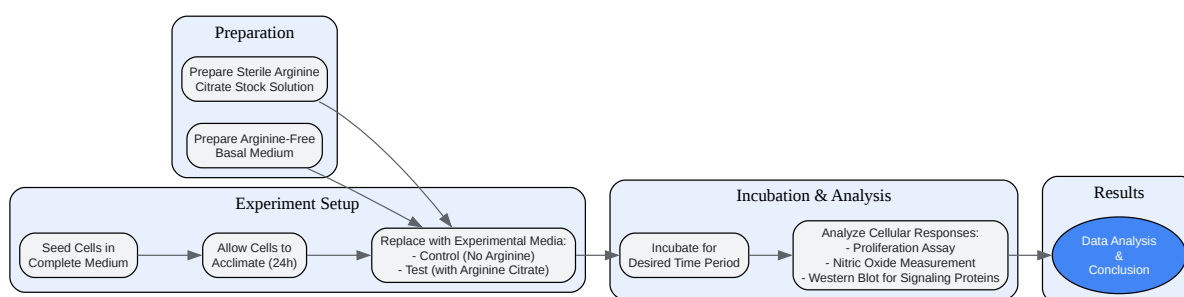 Preparation
Prepare Sterile Arginine
Citrate Stock Solution
Prepare Arginine-Free
Basal Medium
Experiment Setup
Seed Cells in
Complete Medium
Allow Cells to
Acclimate (24h)
Replace with Experimental Media:
- Control (No Arginine)
- Test (with Arginine Citrate)
Incubation & Analysis
Incubate for
Desired Time Period
Analyze Cellular Responses:
- Proliferation Assay
- Nitric Oxide Measurement
- Western Blot for Signaling Proteins
Results
Data Analysis
&
Conclusion